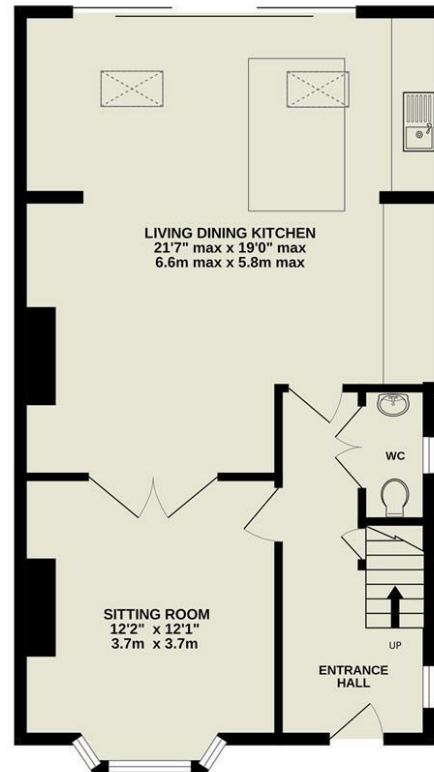 LIVING DINING KITCHEN
21'7" max x 19'0" max
6.6m max x 5.8m max
WC
SITTING ROOM
12'2" x 12'1"
3.7m x 3.7m
UP
ENTRANCE
HALL